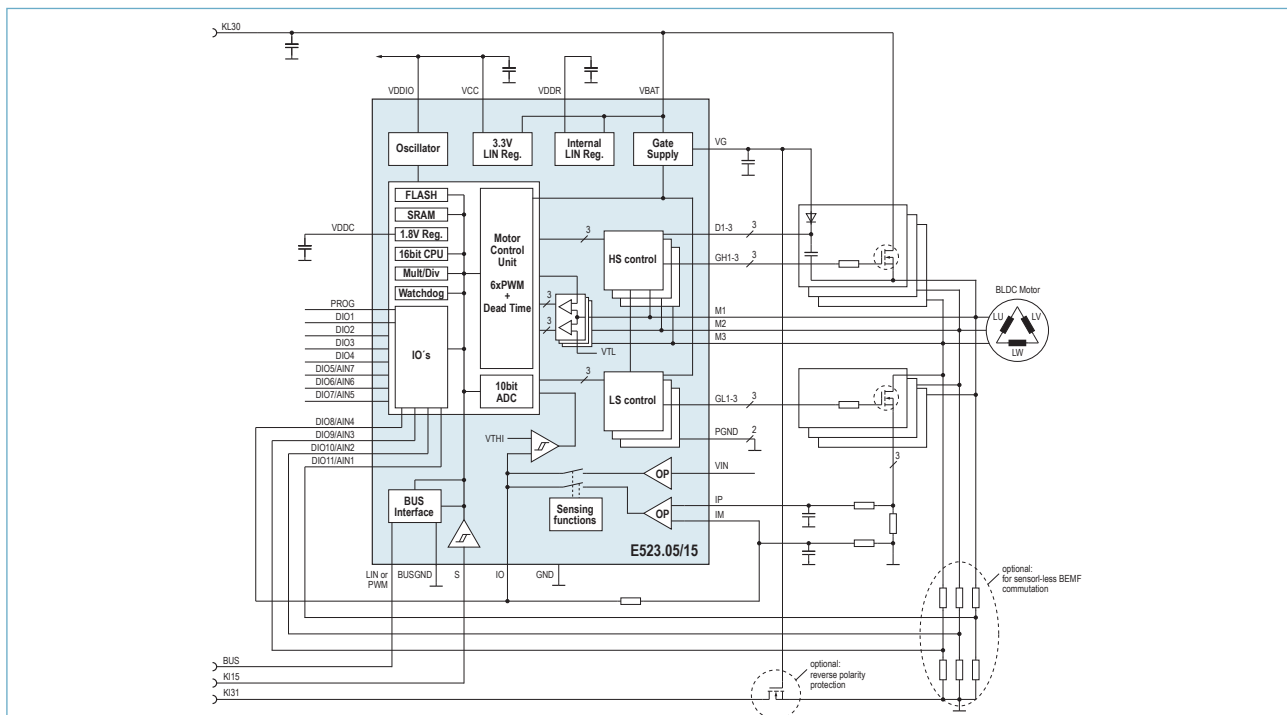 KL30
VDDIO
VCC
VDDR
VBAT
Oscillator
3.3V
LIN Reg.
Internal
LIN Reg.
Gate
Supply
VG
FLASH
SRAM
1.8V Reg.
16bit CPU
Mult/Div
Watchdog
VDDC
Motor
Control
Unit
6xPWM
+
Dead Time
3
HS control
D1-3
3
GH1-3
3
BLDC Motor
LU
LV
LW
3
3
M1
M2
M3
VTL
PROG
DIO1
DIO2
DIO3
DIO4
DIO5/AIN7
DIO6/AIN6
DIO7/AIN5
IO´s
10bit
ADC
3
LS control
GL1-3
3
PGND
2
3
DIO8/AIN4
DIO9/AIN3
DIO10/AIN2
DIO11/AIN1
VTHI
OP
VIN
OP
IP
IM
BUS
Interface
Sensing
functions
E523.05/15
LIN or
PWM
BUSGND
S
IO
GND
optional:
for sensorl-less BEMF
commutation
BUS
KI15
KI31
optional:
reverse polarity
protection